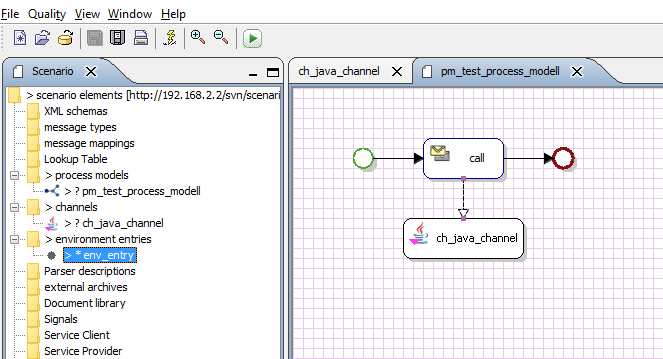 File Quality View Window Help
Scenario
ch_java_channel
pm_test_process_modell
> scenario elements [http://192.168.2.2/svn/scenari
XML schemas
message types
message mappings
Lookup Table
> process models
> ? pm_test_process_modell
> channels
> ? ch_java_channel
> environment entries
> * env_entry
Parser descriptions
external archives
Document library
Signals
Service Client
Service Provider
call
ch_java_channel